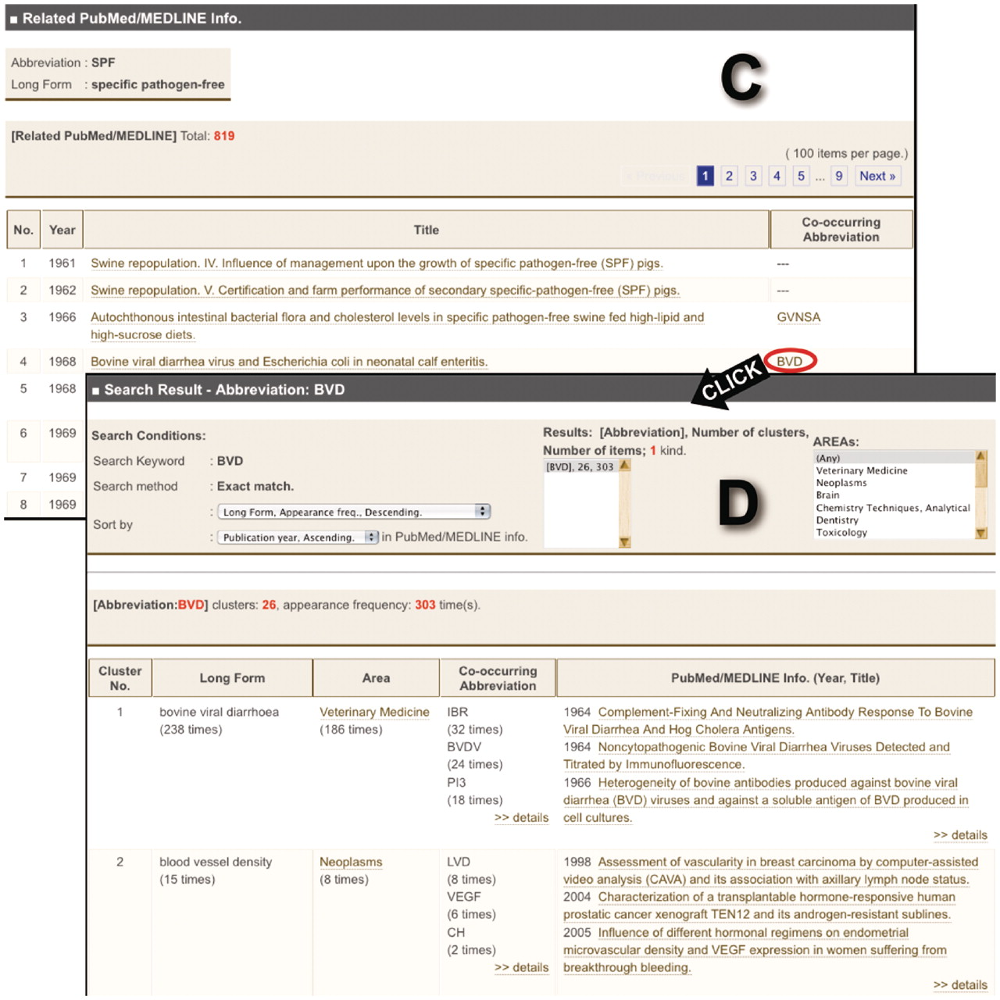 ■ Related PubMed/MEDLINE Info.
Abbreviation : SPF
Long Form : specific pathogen-free
C
[Related PubMed/MEDLINE] Total: 819
( 100 items per page.)
« Previous 1 2 3 4 5 ... 9 Next »
No. Year Title Co-occurring
Abbreviation
1 1961 Swine repopulation. IV. Influence of management upon the growth of specific pathogen-free (SPF) pigs. ---
2 1962 Swine repopulation. V. Certification and farm performance of secondary specific-pathogen-free (SPF) pigs. ---
3 1966 Autochthonous intestinal bacterial flora and cholesterol levels in specific pathogen-free swine fed high-lipid and GVNSA
high-sucrose diets.
4 1968 Bovine viral diarrhea virus and Escherichia coli in neonatal calf enteritis. BVD
CLICK
5 1968
6 1969
7 1969
8 1969
■ Search Result - Abbreviation: BVD
Search Conditions:
Search Keyword : BVD
Search method : Exact match.
Sort by
: Long Form, Appearance freq., Descending.
: Publication year, Ascending. in PubMed/MEDLINE info.
Results: [Abbreviation], Number of clusters,
Number of items; 1 kind.
[BVD], 26, 303
D
AREAs:
(Any)
Veterinary Medicine
Neoplasms
Brain
Chemistry Techniques, Analytical
Dentistry
Toxicology
[Abbreviation:BVD] clusters: 26, appearance frequency: 303 time(s).
Cluster Long Form Area Co-occurring PubMed/MEDLINE Info. (Year, Title)
No. Abbreviation
1 bovine viral diarrhoea Veterinary Medicine IBR 1964 Complement-Fixing And Neutralizing Antibody Response To Bovine
(238 times) (186 times) (32 times) Viral Diarrhea And Hog Cholera Antigens.
BVDV 1964 Noncytopathogenic Bovine Viral Diarrhea Viruses Detected and
(24 times) Titrated by Immunofluorescence.
PI3 1966 Heterogeneity of bovine antibodies produced against bovine viral
(18 times) diarrhea (BVD) viruses and against a soluble antigen of BVD produced in
>> details cell cultures.
>> details
2 blood vessel density Neoplasms LVD 1998 Assessment of vascularity in breast carcinoma by computer-assisted
(15 times) (8 times) (8 times) video analysis (CAVA) and its association with axillary lymph node status.
VEGF 2004 Characterization of a transplantable hormone-responsive human
(6 times) prostatic cancer xenograft TEN12 and its androgen-resistant sublines.
CH 2005 Influence of different hormonal regimens on endometrial
(2 times) microvascular density and VEGF expression in women suffering from
>> details breakthrough bleeding.
>> details